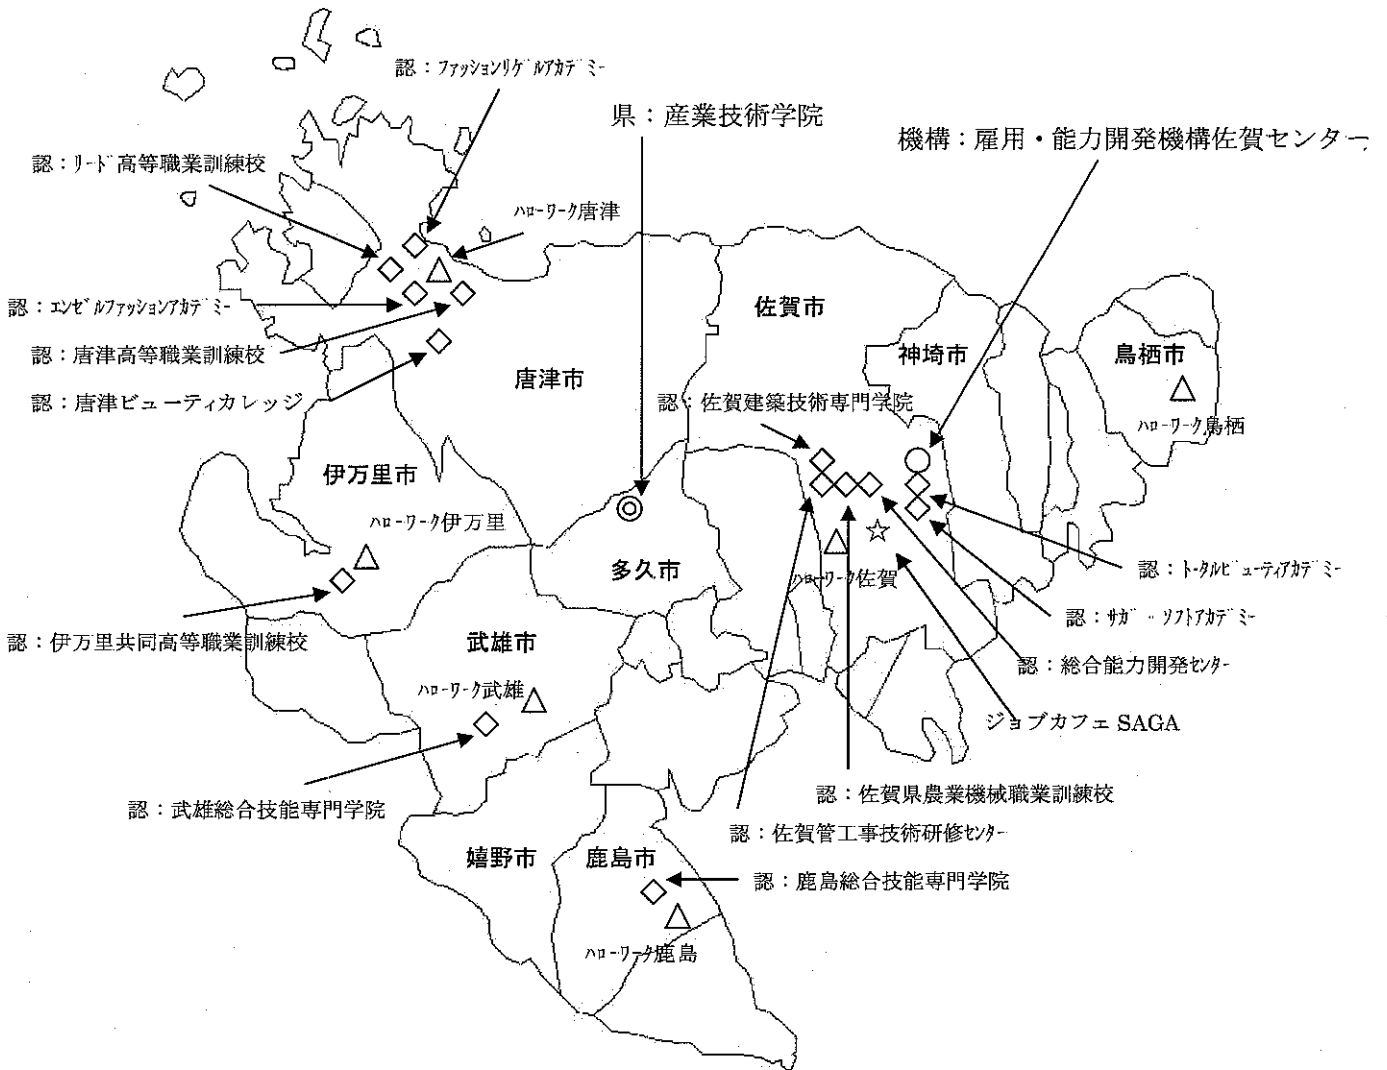 認：ファッションリゲルアカデミー
県：産業技術学院
機構：雇用・能力開発機構佐賀センター
認：リード高等職業訓練校
ハローワーク唐津
認：エンゼルファッションアカデミー
佐賀市
認：唐津高等職業訓練校
神埼市
鳥栖市
唐津市
認：唐津ビューティカレッジ
認：佐賀建築技術専門学院
ハローワーク鳥栖
伊万里市
ハローワーク伊万里
多久市
ハローワーク佐賀
認：トータルビューティアカデミー
認：サガ・ソフトアカデミー
認：伊万里共同高等職業訓練校
武雄市
認：総合能力開発センター
ハローワーク武雄
ジョブカフェ SAGA
認：佐賀県農業機械職業訓練校
認：武雄総合技能専門学院
認：佐賀管工事技術研修センター
嬉野市
鹿島市
認：鹿島総合技能専門学院
ハローワーク鹿島